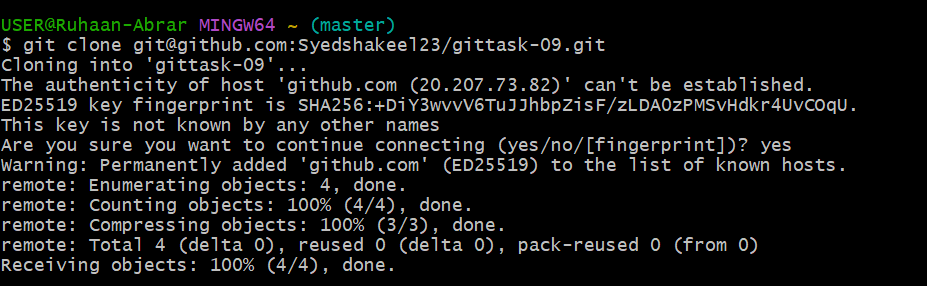 USER@Ruhaan-Abrar MINGW64 ~ (master)
$ git clone git@github.com:Syedshakeel23/gittask-09.git
Cloning into 'gittask-09'...
The authenticity of host 'github.com (20.207.73.82)' can't be established.
ED25519 key fingerprint is SHA256:+DiY3wvvV6TuJJhbpZisF/zLDA0zPMSvHdkr4UvCOqU.
This key is not known by any other names
Are you sure you want to continue connecting (yes/no/[fingerprint])? yes
Warning: Permanently added 'github.com' (ED25519) to the list of known hosts.
remote: Enumerating objects: 4, done.
remote: Counting objects: 100% (4/4), done.
remote: Compressing objects: 100% (3/3), done.
remote: Total 4 (delta 0), reused 0 (delta 0), pack-reused 0 (from 0)
Receiving objects: 100% (4/4), done.